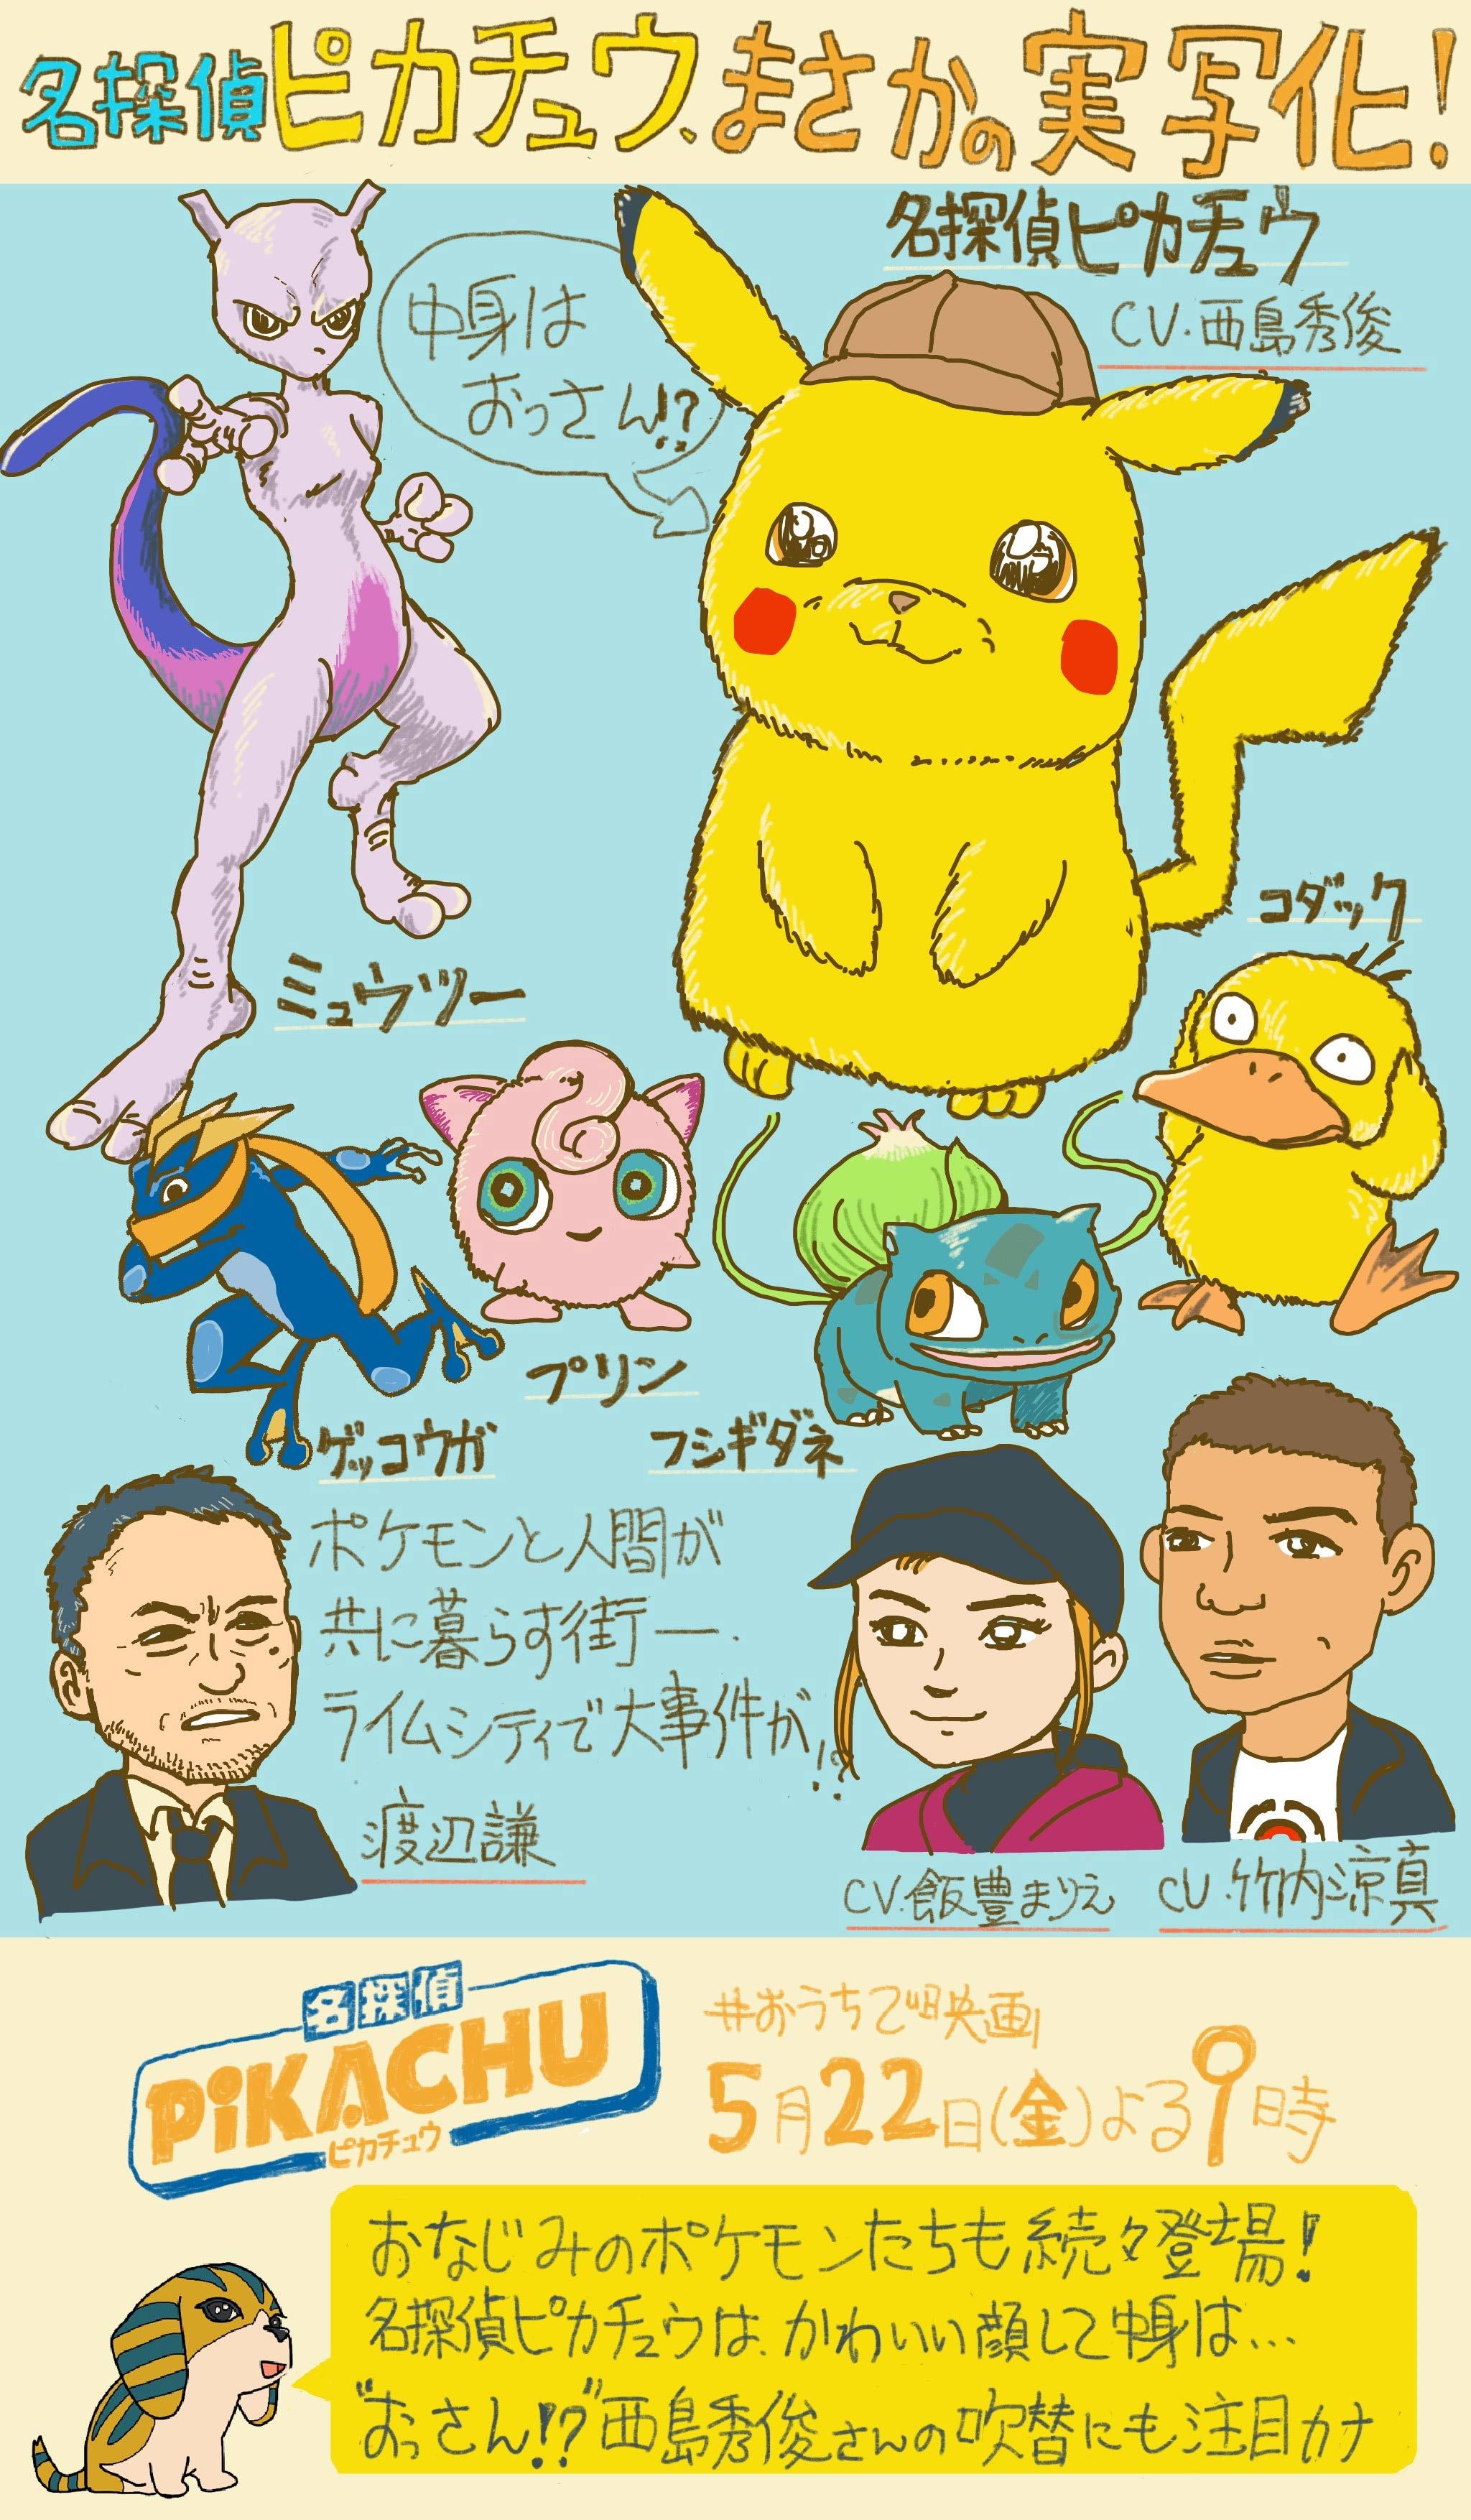 名探偵ピカチュウ、まさかの実写化!
名探偵ピカチュウ
CV.西島秀俊
中身は
おっさん!?
コダック
ミュウツー
プリン
ゲッコウガ
フシギダネ
ポケモンと人間が
共に暮らす街ー.
ライムシティで大事件が!?
渡辺謙
CV.飯豊まりえ
CV.竹内涼真
名探偵
PiKACHU
ピカチュウ
#おうちで映画
5月22日(金)よる9時
おなじみのポケモンたちも続々登場!
名探偵ピカチュウは、かわいい顔して中身は…
"おっさん!?"西島秀俊さんの吹替にも注目カナ